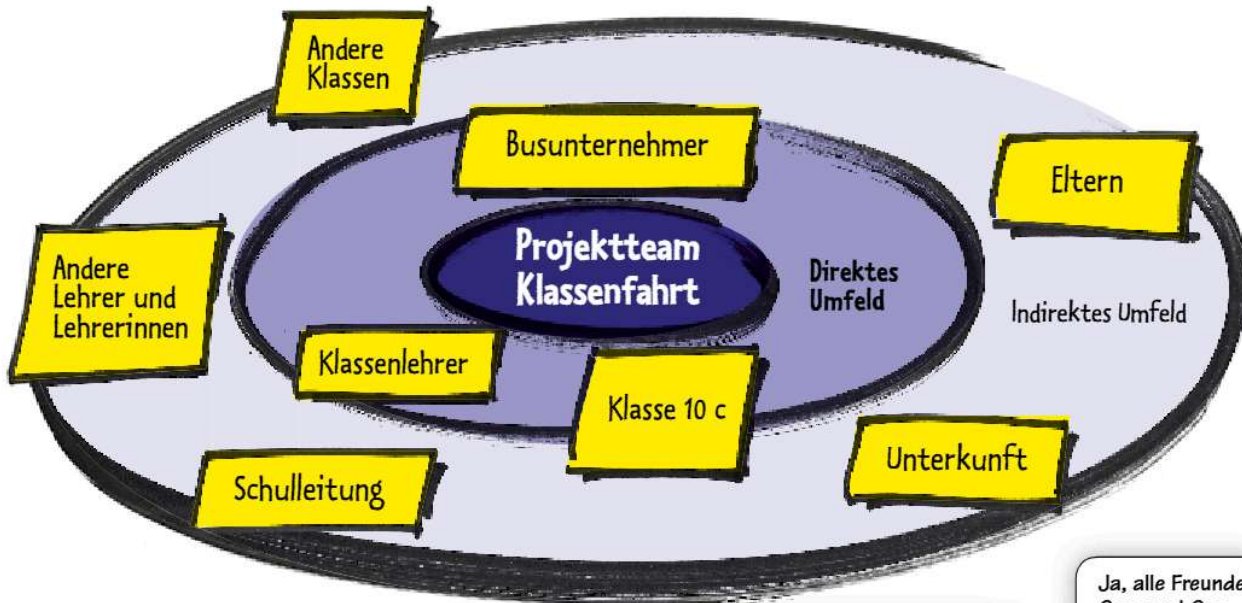 Andere
Klassen
Busunternehmer
Eltern
Projektteam
Klassenfahrt
Andere
Lehrer und
Lehrerinnen
Direktes
Umfeld
Indirektes Umfeld
Klassenlehrer
Klasse 10 c
Unterkunft
Schulleitung
Ja, alle Freunde